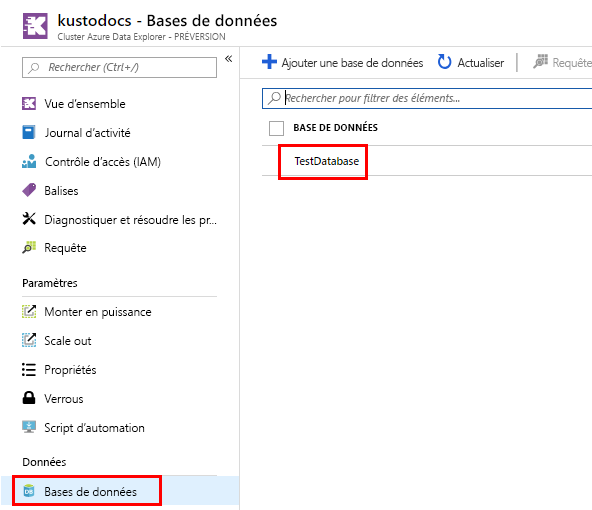 kustodocs - Bases de données
Cluster Azure Data Explorer - PRÉVERSION
Rechercher (Ctrl+/)
«
Vue d'ensemble
Journal d'activité
Contrôle d'accès (IAM)
Balises
Diagnostiquer et résoudre les pr...
Requête
Paramètres
Monter en puissance
Scale out
Propriétés
Verrous
Script d'automation
Données
Bases de données
Ajouter une base de données
Actualiser
Requête
Rechercher pour filtrer des éléments...
BASE DE DONNÉES
TestDatabase